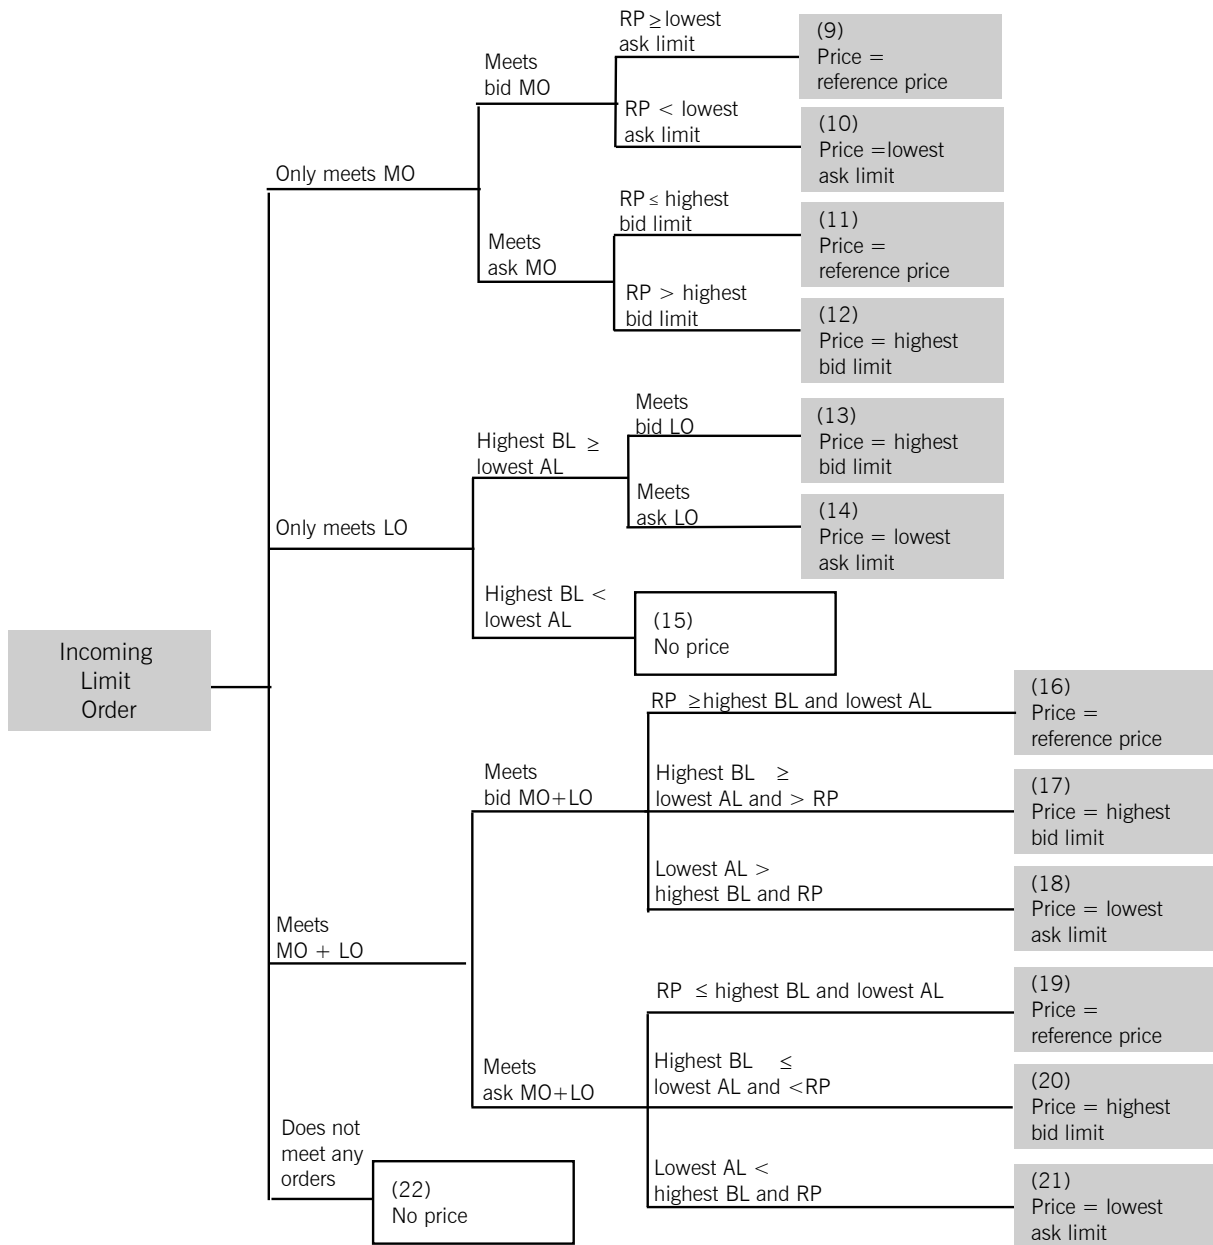 RP ≥ lowest
ask limit
(9)
Price =
reference price
Meets
bid MO
RP < lowest
ask limit
(10)
Price =lowest
ask limit
Only meets MO
RP ≤ highest
bid limit
(11)
Price =
reference price
Meets
ask MO
RP > highest
bid limit
(12)
Price = highest
bid limit
Meets
bid LO
(13)
Price = highest
bid limit
Highest BL ≥
lowest AL
Meets
ask LO
(14)
Price = lowest
ask limit
Only meets LO
Highest BL <
lowest AL
(15)
No price
Incoming
Limit
Order
RP ≥highest BL and lowest AL
(16)
Price =
reference price
Meets
bid MO+LO
Highest BL ≥
lowest AL and > RP
(17)
Price = highest
bid limit
Lowest AL >
highest BL and RP
(18)
Price = lowest
ask limit
Meets
MO + LO
RP ≤ highest BL and lowest AL
(19)
Price =
reference price
Meets
ask MO+LO
Highest BL ≤
lowest AL and <RP
(20)
Price = highest
bid limit
Lowest AL <
highest BL and RP
(21)
Price = lowest
ask limit
Does not
meet any
orders
(22)
No price